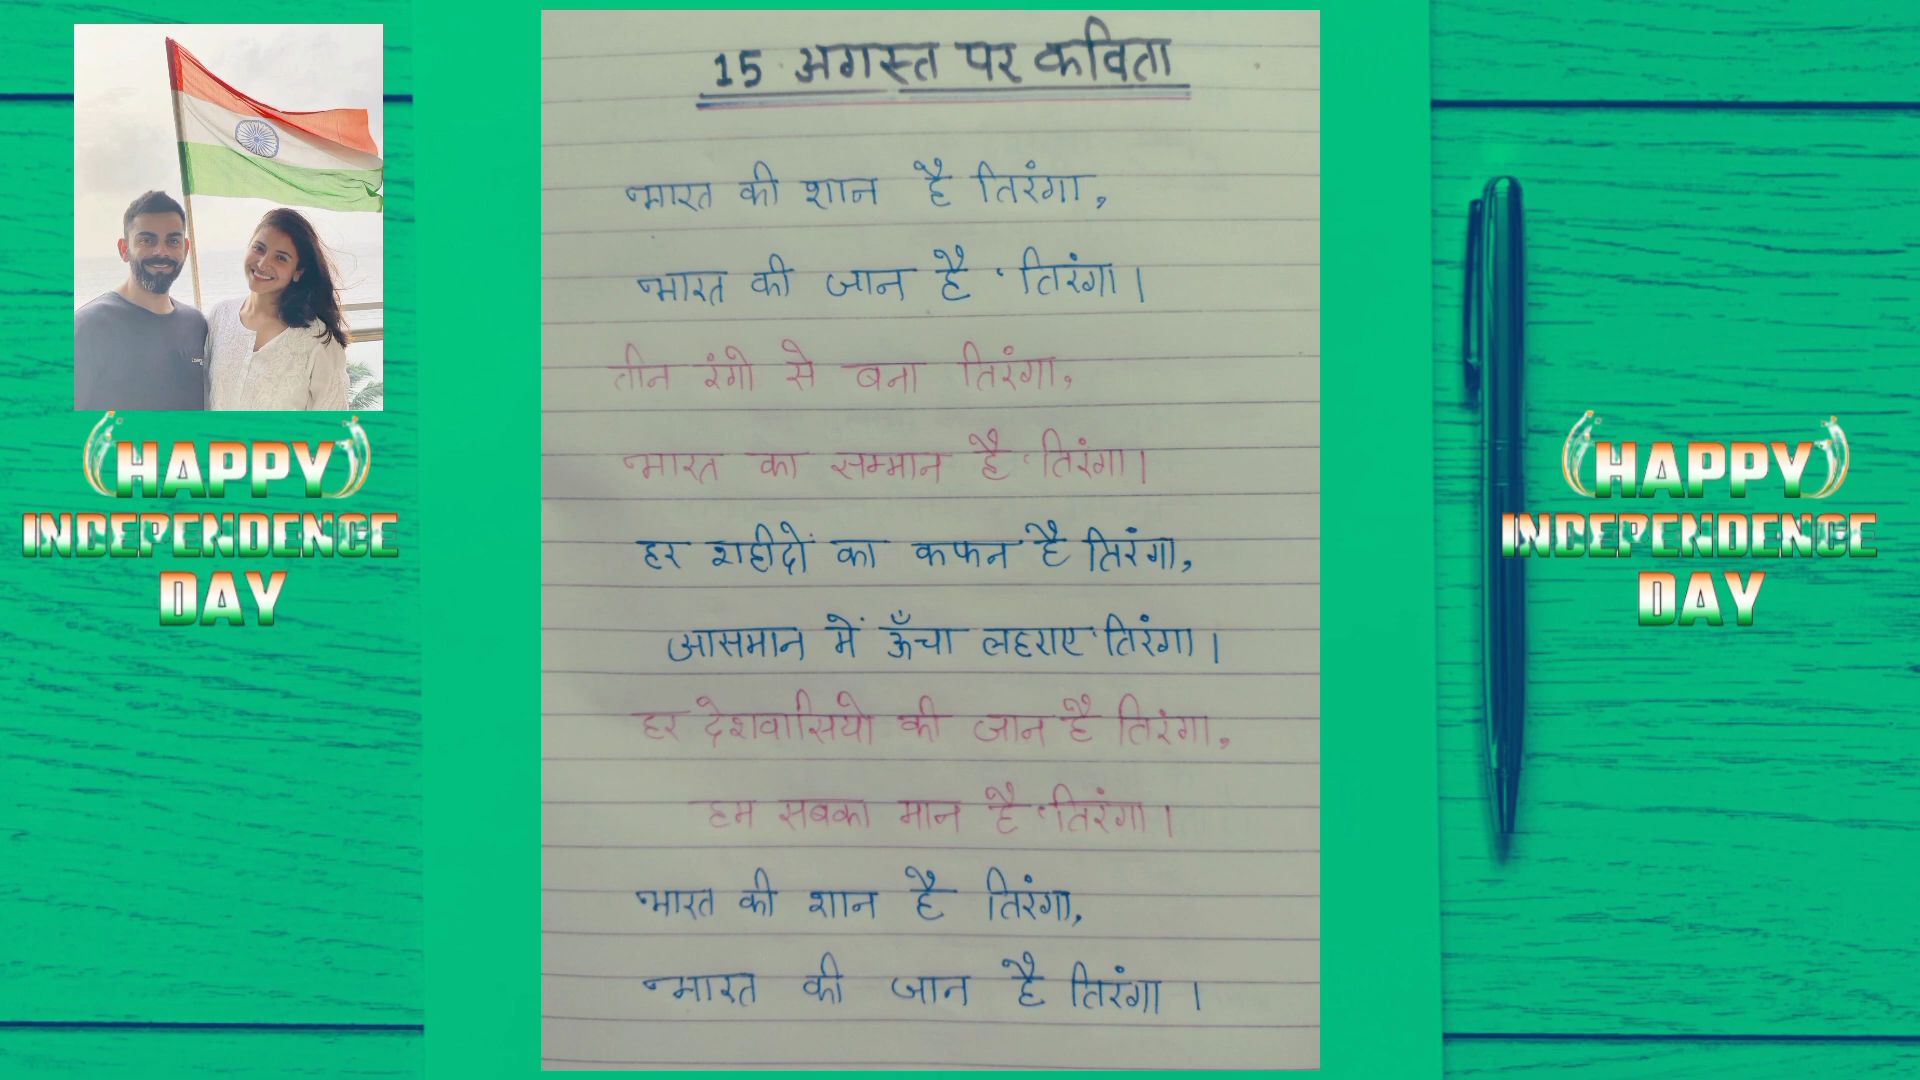 15 अगस्त पर कविता
भारत की शान है तिरंगा,
भारत की जान है तिरंगा।
तीन रंगो से बना तिरंगा,
भारत का सम्मान है तिरंगा।
हर शहीदों का कफन है तिरंगा,
आसमान में ऊँचा लहराए तिरंगा।
हर देशवासियो की जान है तिरंगा,
हम सबका मान है तिरंगा।
भारत की शान है तिरंगा,
भारत की जान है तिरंगा।
HAPPY
INDEPENDENCE
DAY
HAPPY
INDEPENDENCE
DAY